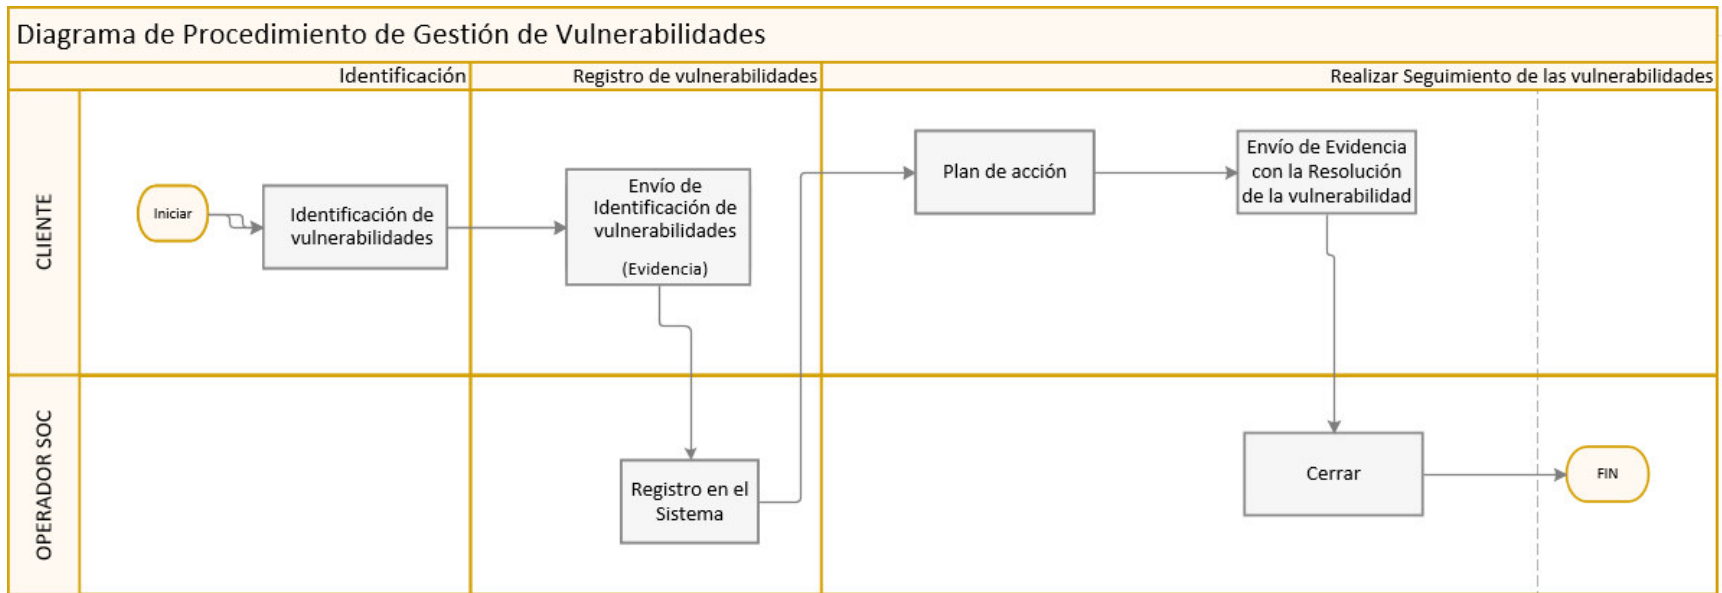 Diagrama de Procedimiento de Gestión de Vulnerabilidades
Identificación
Registro de vulnerabilidades
Realizar Seguimiento de las vulnerabilidades
CLIENTE
Iniciar
Identificación de
vulnerabilidades
Envío de
Identificación de
vulnerabilidades
(Evidencia)
Plan de acción
Envío de Evidencia
con la Resolución
de la vulnerabilidad
OPERADOR SOC
Registro en el
Sistema
Cerrar
FIN